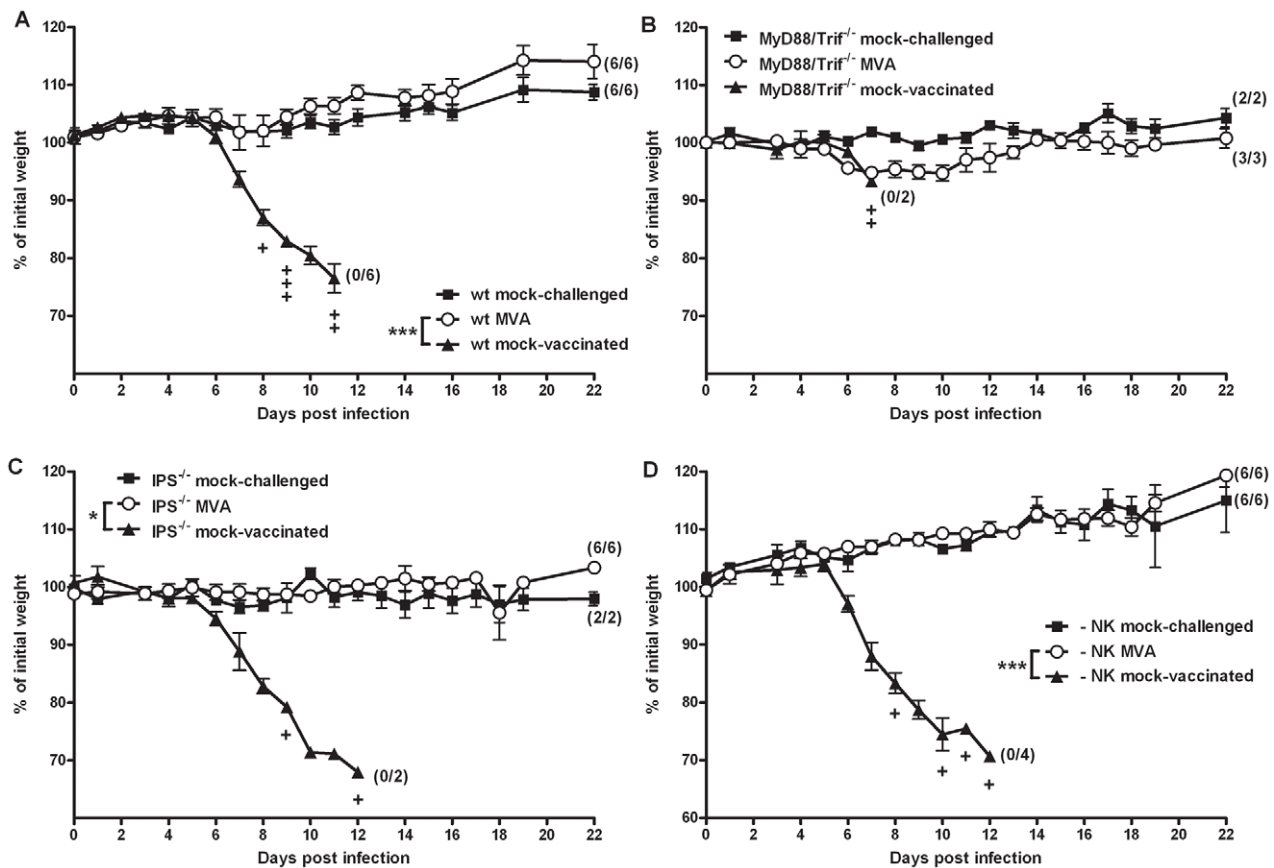 A
% of initial weight
120
110
100
90
80
70
(6/6)
(6/6)
(0/6)
+
+
+
+
+
+
wt mock-challenged
wt MVA
wt mock-vaccinated
***
0 2 4 6 8 10 12 14 16 18 20 22
Days post infection
B
% of initial weight
120
110
100
90
80
70
MyD88/Trif-/- mock-challenged
MyD88/Trif-/- MVA
MyD88/Trif-/- mock-vaccinated
(2/2)
(3/3)
(0/2)
+
+
0 2 4 6 8 10 12 14 16 18 20 22
Days post infection
C
% of initial weight
120
110
100
90
80
70
IPS-/- mock-challenged
IPS-/- MVA
IPS-/- mock-vaccinated
*
(6/6)
(2/2)
(0/2)
+
+
0 2 4 6 8 10 12 14 16 18 20 22
Days post infection
D
% of initial weight
120
110
100
90
80
70
60
(6/6)
(6/6)
- NK mock-challenged
- NK MVA
- NK mock-vaccinated
***
(0/4)
+
+
+
+
0 2 4 6 8 10 12 14 16 18 20 22
Days post infection